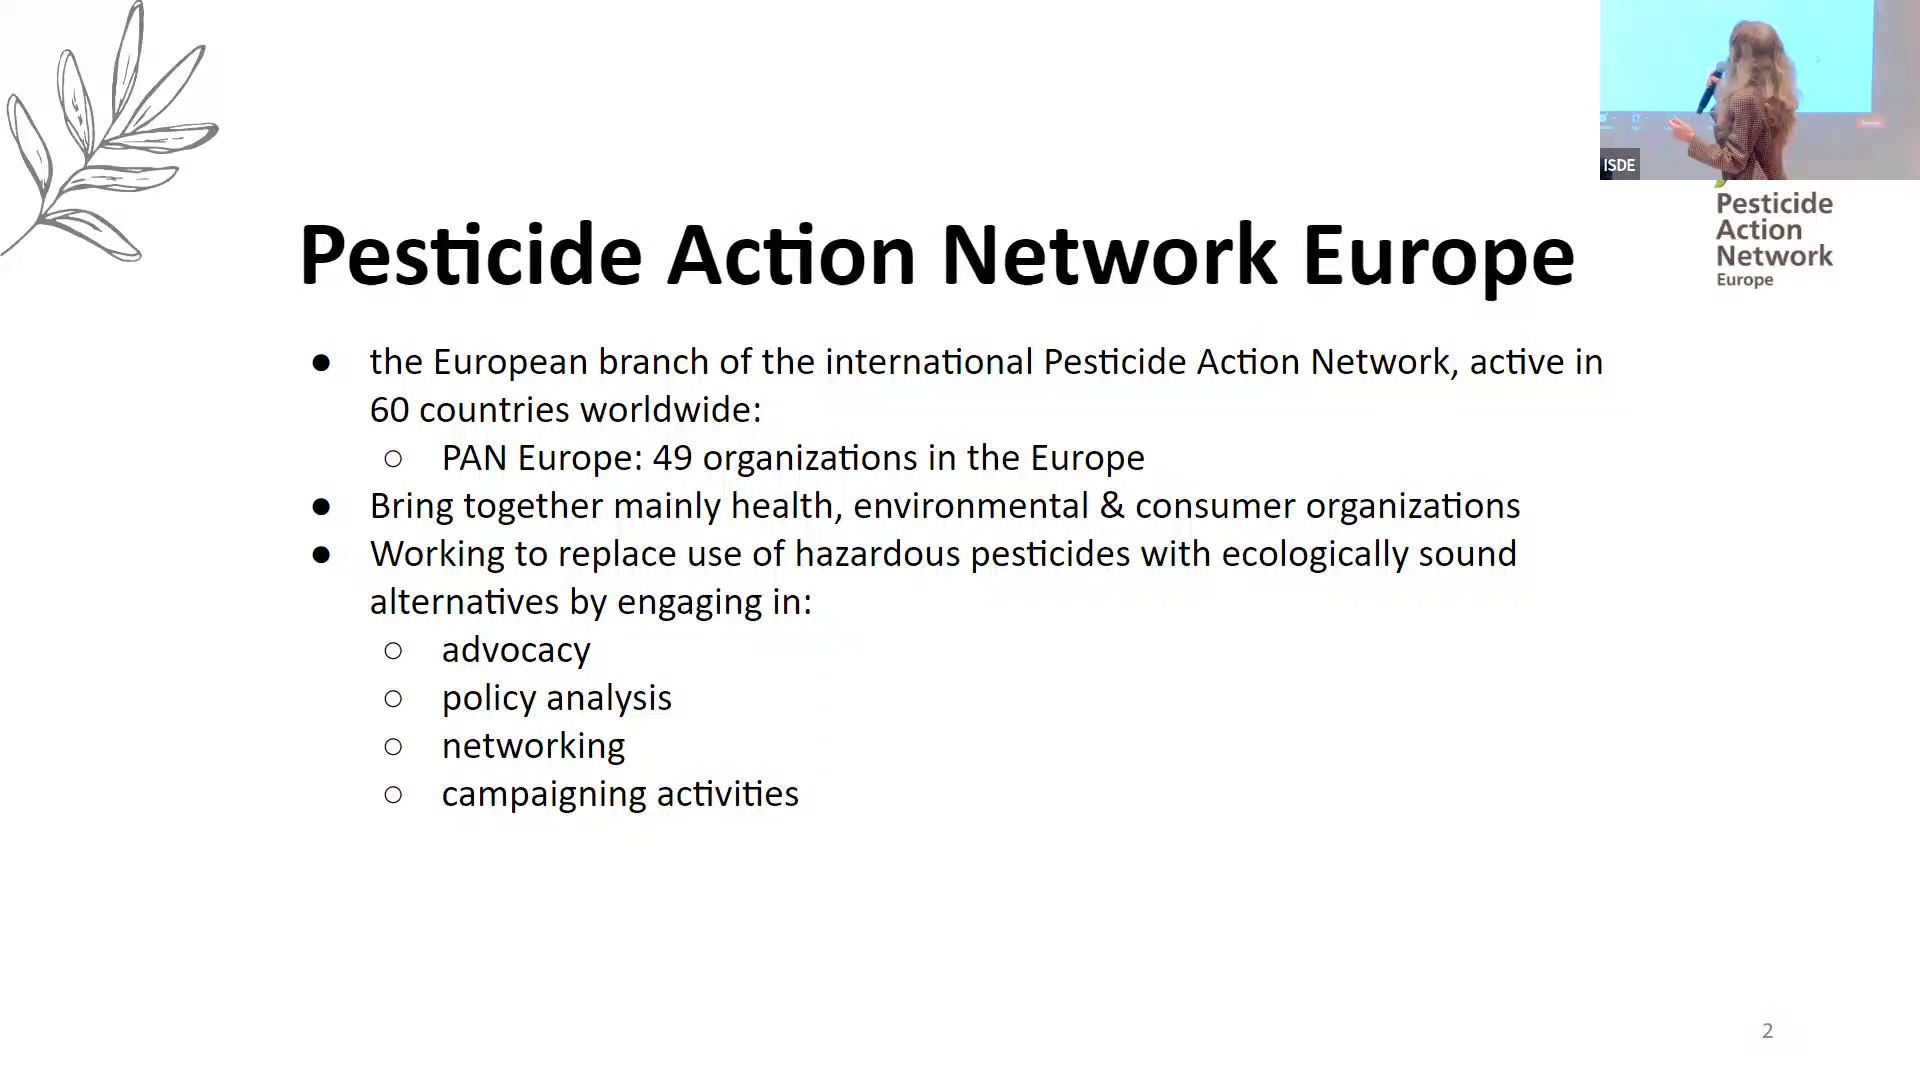 ISDE
Pesticide
Action
Network
Europe
Pesticide Action Network Europe
● the European branch of the international Pesticide Action Network, active in
60 countries worldwide:
○ PAN Europe: 49 organizations in the Europe
● Bring together mainly health, environmental & consumer organizations
● Working to replace use of hazardous pesticides with ecologically sound
alternatives by engaging in:
○ advocacy
○ policy analysis
○ networking
○ campaigning activities
2